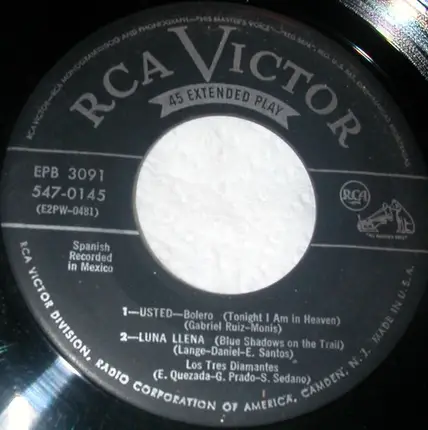 RCA VICTOR
45 EXTENDED PLAY
EPB 3091
547-0145
(E2PW-0481)
RCA
Spanish
Recorded
in Mexico
1—USTED—Bolero (Tonight I Am in Heaven)
(Gabriel Ruiz-Monis)
2—LUNA LLENA (Blue Shadows on the Trail)
(Lange-Daniel-E. Santos)
Los Tres Diamantes
(E. Quezada-G. Prado-S. Sedano)
RCA VICTOR DIVISION, RADIO CORPORATION OF AMERICA, CAMDEN, N. J. MADE IN U.S.A.